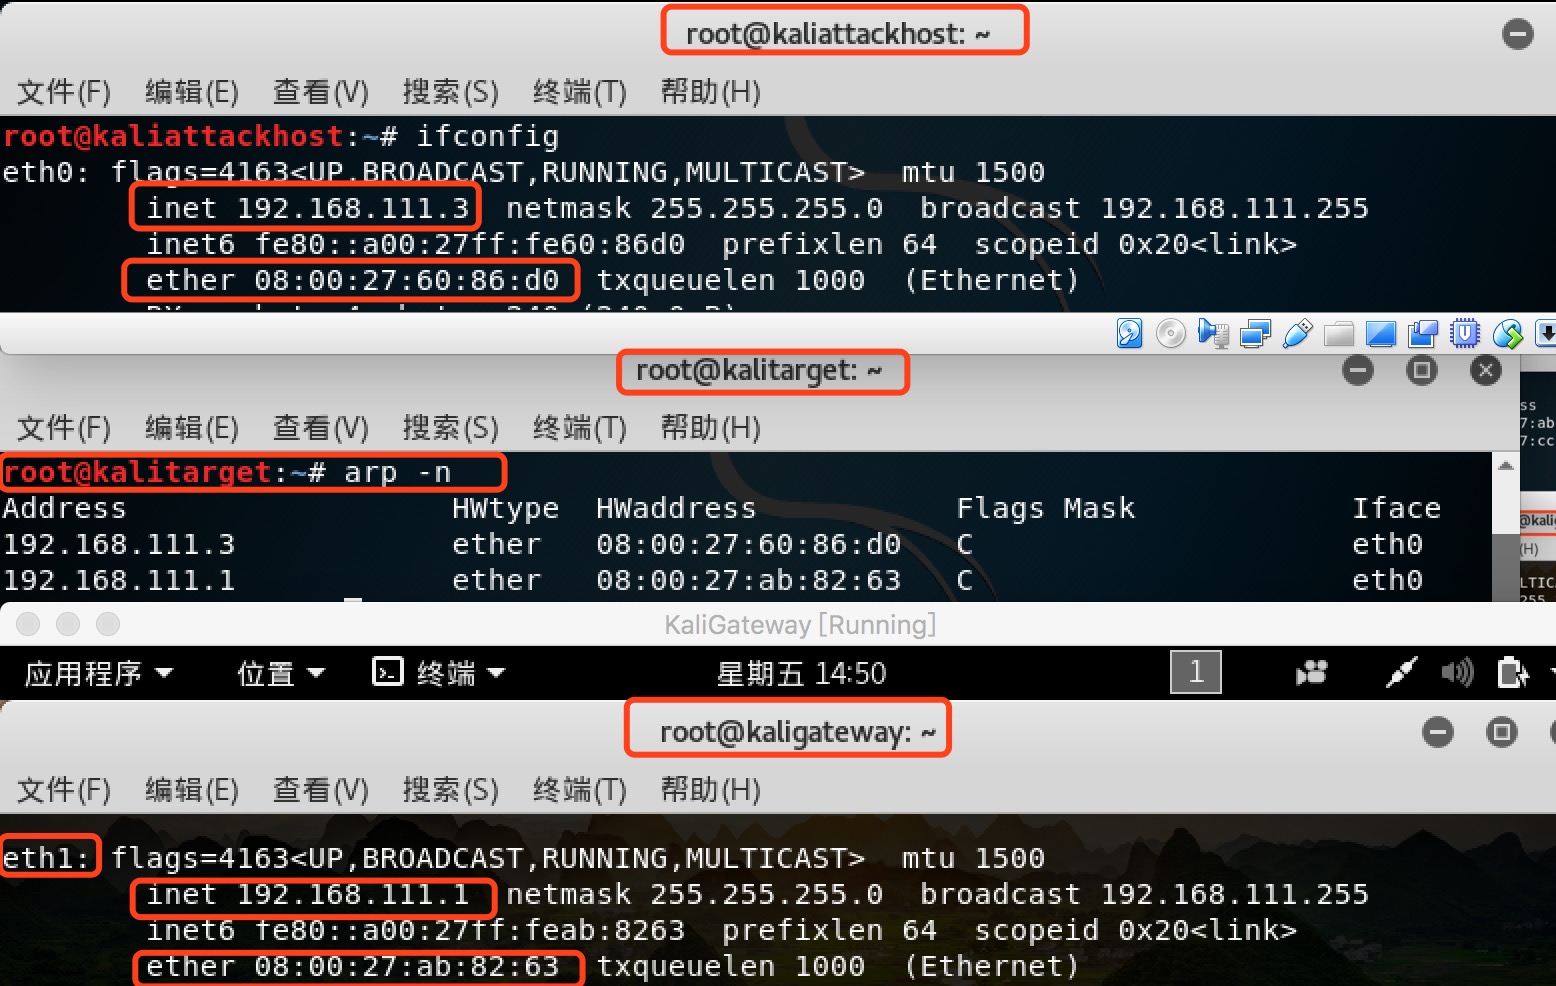 root@kaliattackhost: ~
文件(F) 编辑(E) 查看(V) 搜索(S) 终端(T) 帮助(H)
root@kaliattackhost:~# ifconfig
eth0: flags=4163<UP,BROADCAST,RUNNING,MULTICAST>  mtu 1500
inet 192.168.111.3  netmask 255.255.255.0  broadcast 192.168.111.255
inet6 fe80::a00:27ff:fe60:86d0  prefixlen 64  scopeid 0x20<link>
ether 08:00:27:60:86:d0  txqueuelen 1000  (Ethernet)
root@kalitarget: ~
文件(F) 编辑(E) 查看(V) 搜索(S) 终端(T) 帮助(H)
ss
7:ab
7:cc
root@kalitarget:~# arp -n
Address HWtype HWaddress Flags Mask Iface
192.168.111.3 ether 08:00:27:60:86:d0 C eth0
192.168.111.1 ether 08:00:27:ab:82:63 C eth0
@kalig
(H)
LTIC
255
KaliGateway [Running]
应用程序 位置 终端 星期五 14:50 1
root@kaligateway: ~
文件(F) 编辑(E) 查看(V) 搜索(S) 终端(T) 帮助(H)
eth1: flags=4163<UP,BROADCAST,RUNNING,MULTICAST>  mtu 1500
inet 192.168.111.1  netmask 255.255.255.0  broadcast 192.168.111.255
inet6 fe80::a00:27ff:feab:8263  prefixlen 64  scopeid 0x20<link>
ether 08:00:27:ab:82:63  txqueuelen 1000  (Ethernet)